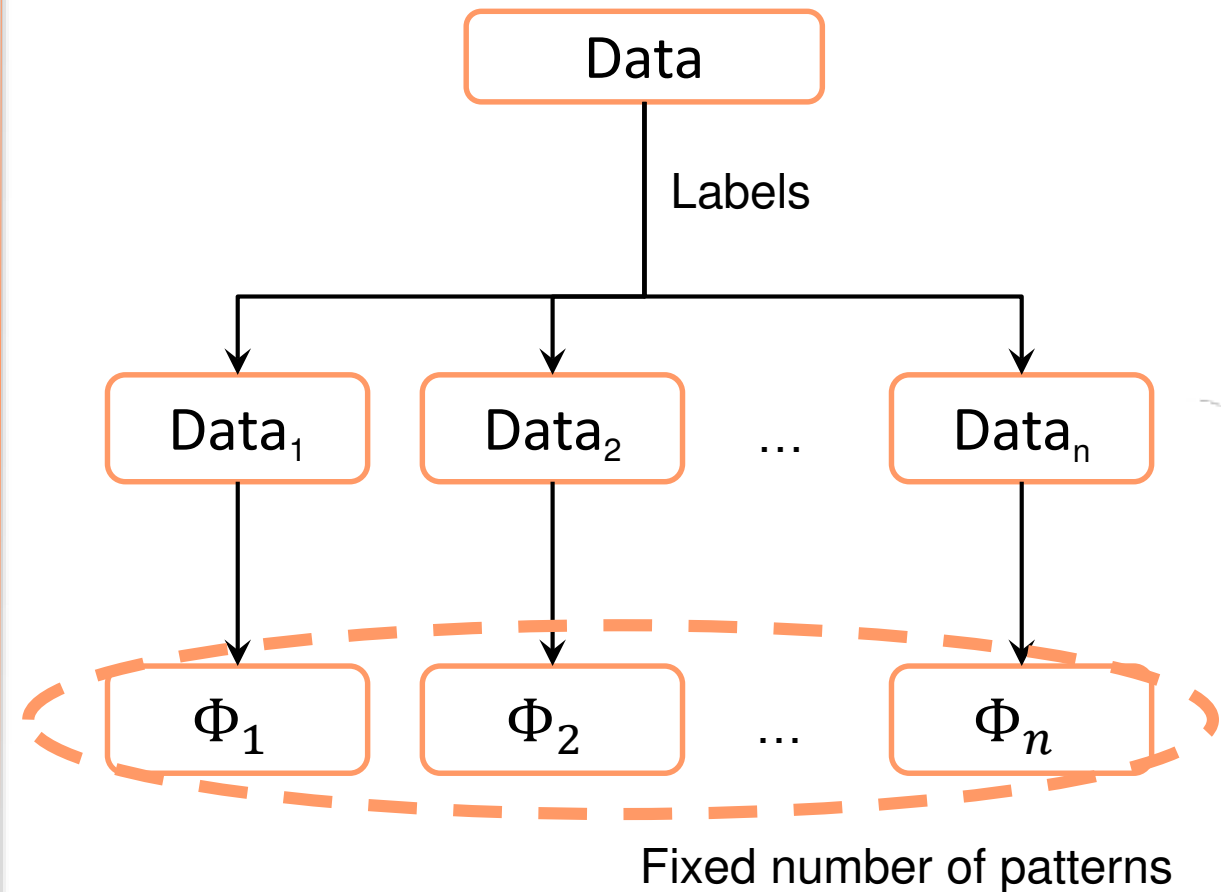 Data
Labels
Data₁ Data₂ ... Dataₙ
Φ₁ Φ₂ ... Φₙ
Fixed number of patterns